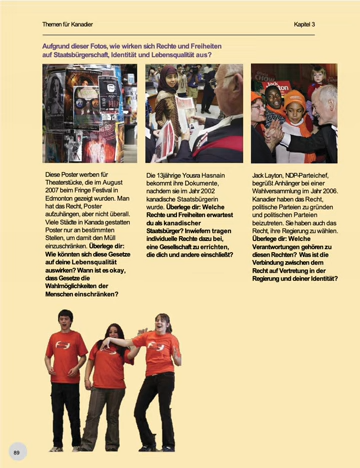 Themen für Kanadier
Kapitel 3
Aufgrund dieser Fotos, wie wirken sich Rechte und Freiheiten
auf Staatsbürgerschaft, Identität und Lebensqualität aus?
Diese Poster werben für
Theaterstücke, die im August
2007 beim Fringe Festival in
Edmonton gezeigt wurden. Man
hat das Recht, Poster
aufzuhängen, aber nicht überall.
Viele Städte in Kanada gestatten
Poster nur an bestimmten
Stellen, um damit den Müll
einzuschränken. Überlege dir:
Wie könnten sich diese Gesetze
auf deine Lebensqualität
auswirken? Wann ist es okay,
dass Gesetze die
Wahlmöglichkeiten der
Menschen einschränken?
Die 13jährige Yousra Hasnain
bekommt ihre Dokumente,
nachdem sie im Jahr 2002
kanadische Staatsbürgerin
wurde. Überlege dir: Welche
Rechte und Freiheiten erwartest
du als kanadischer
Staatsbürger? Inwiefern tragen
individuelle Rechte dazu bei,
eine Gesellschaft zu errichten,
die dich und andere einschließt?
Jack Layton, NDP-Parteichef,
begrüßt Anhänger bei einer
Wahlversammlung im Jahr 2006.
Kanadier haben das Recht,
politische Parteien zu gründen
und politischen Parteien
beizutreten. Sie haben auch das
Recht, ihre Regierung zu wählen.
Überlege dir: Welche
Verantwortungen gehören zu
diesen Rechten? Was ist die
Verbindung zwischen dem
Recht auf Vertretung in der
Regierung und deiner Identität?
89